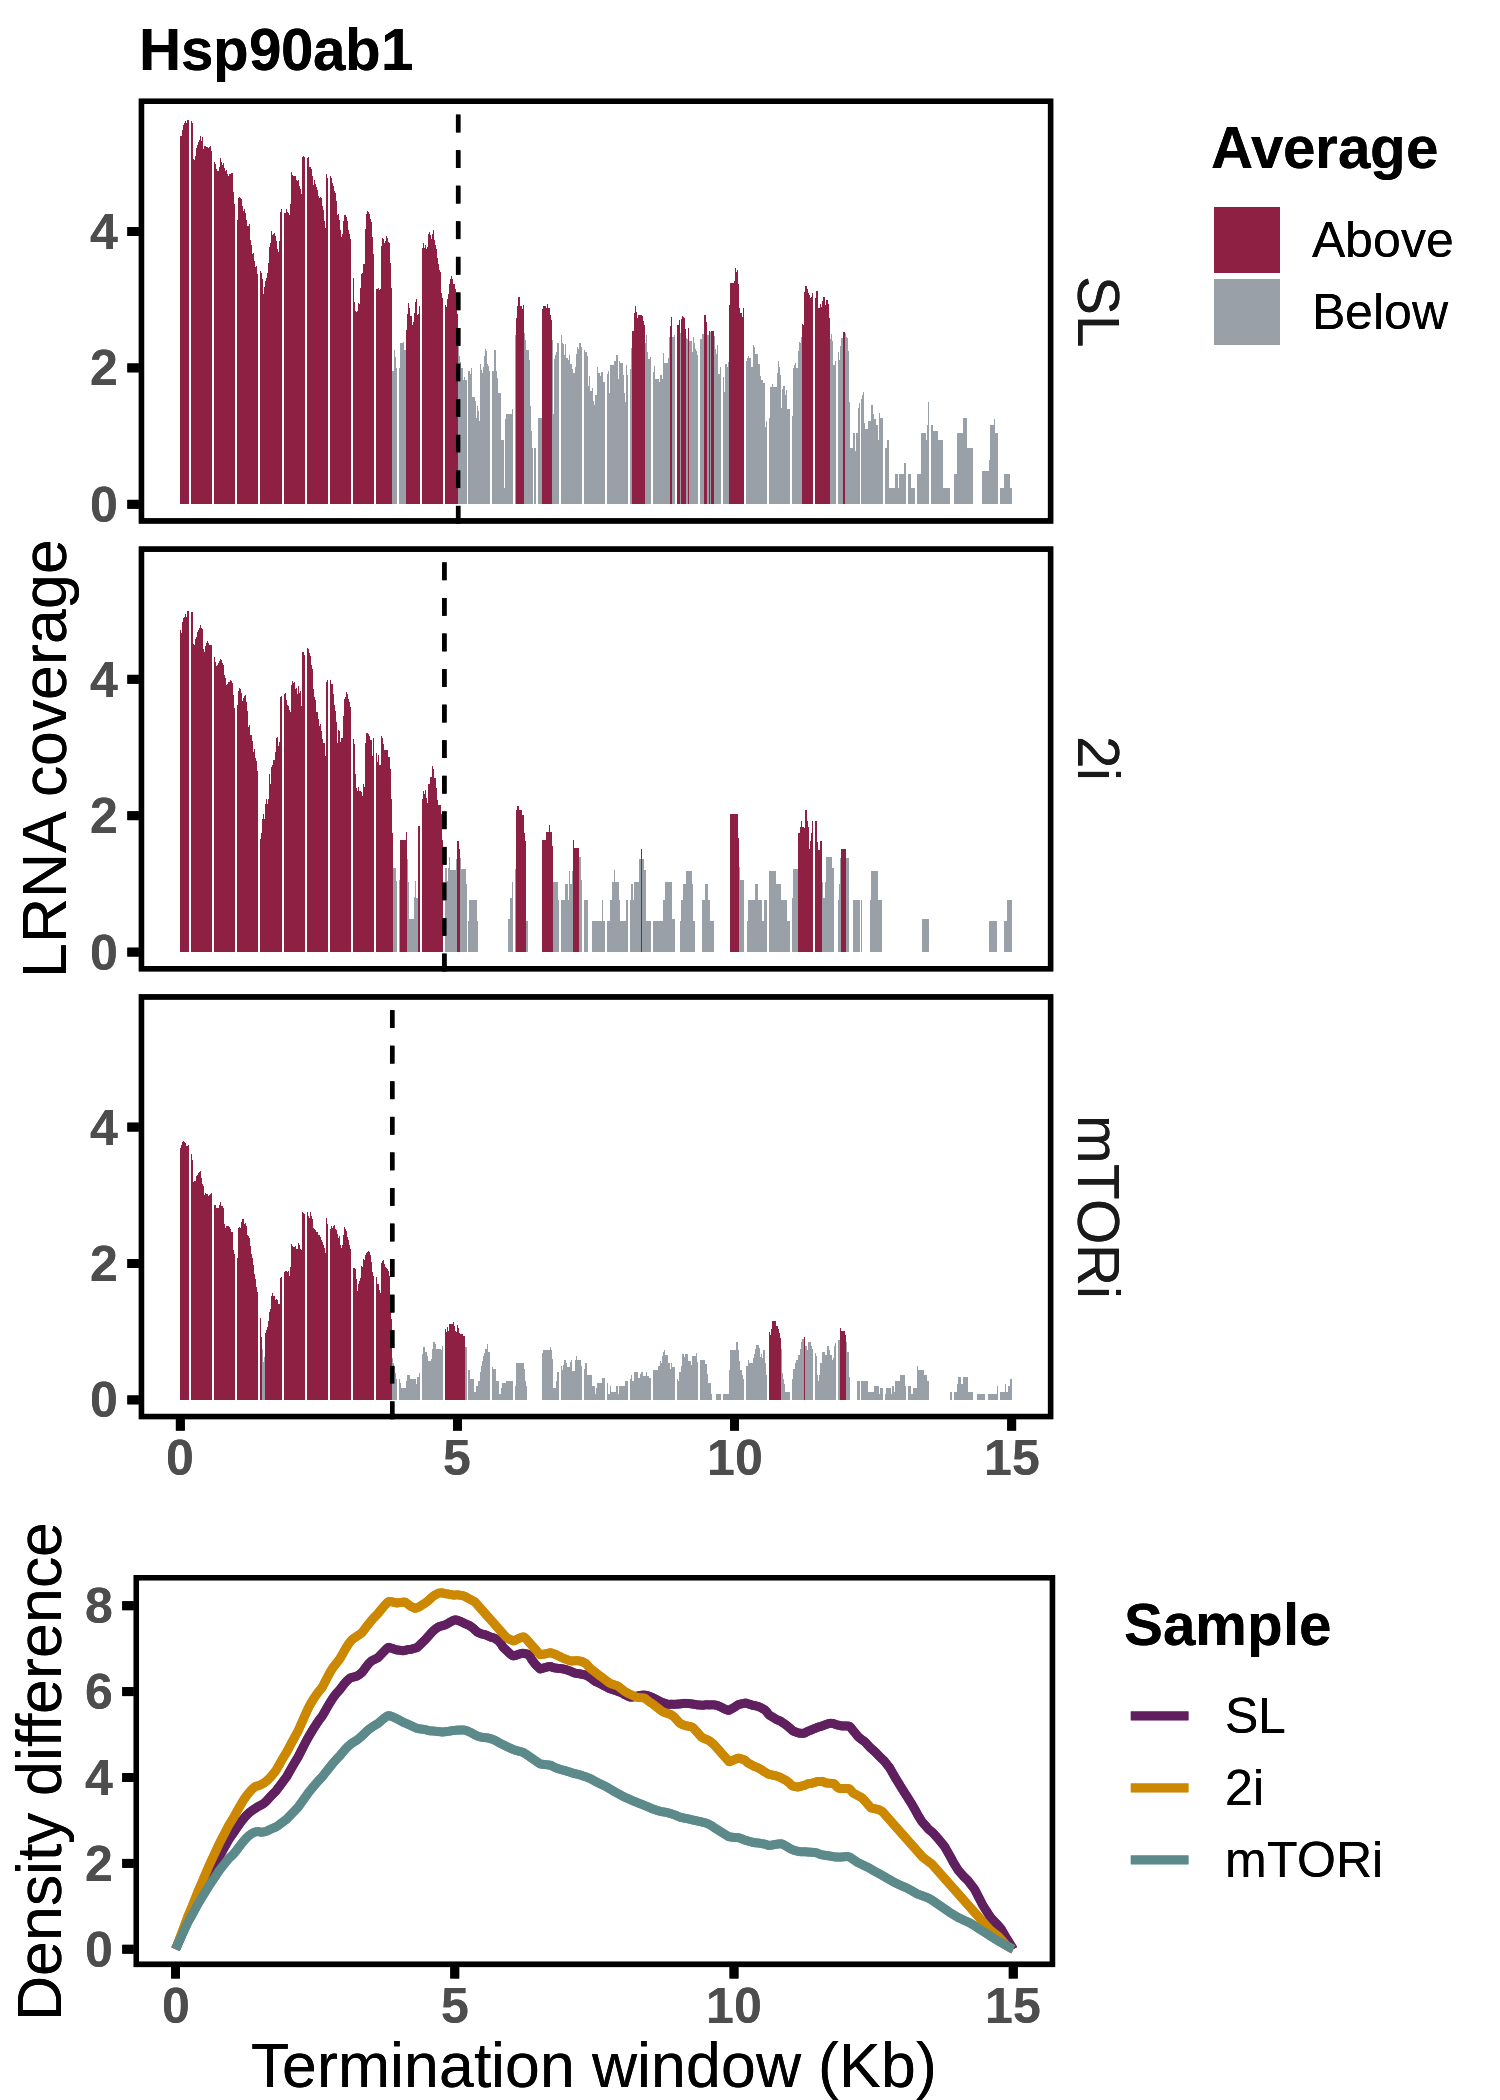 Hsp90ab1
Average
Above
Below
LRNA coverage
4
2
0
SL
4
2
0
2i
4
2
0
mTORi
0 5 10 15
Density difference
8
6
4
2
0
0 5 10 15
Termination window (Kb)
Sample
SL
2i
mTORi